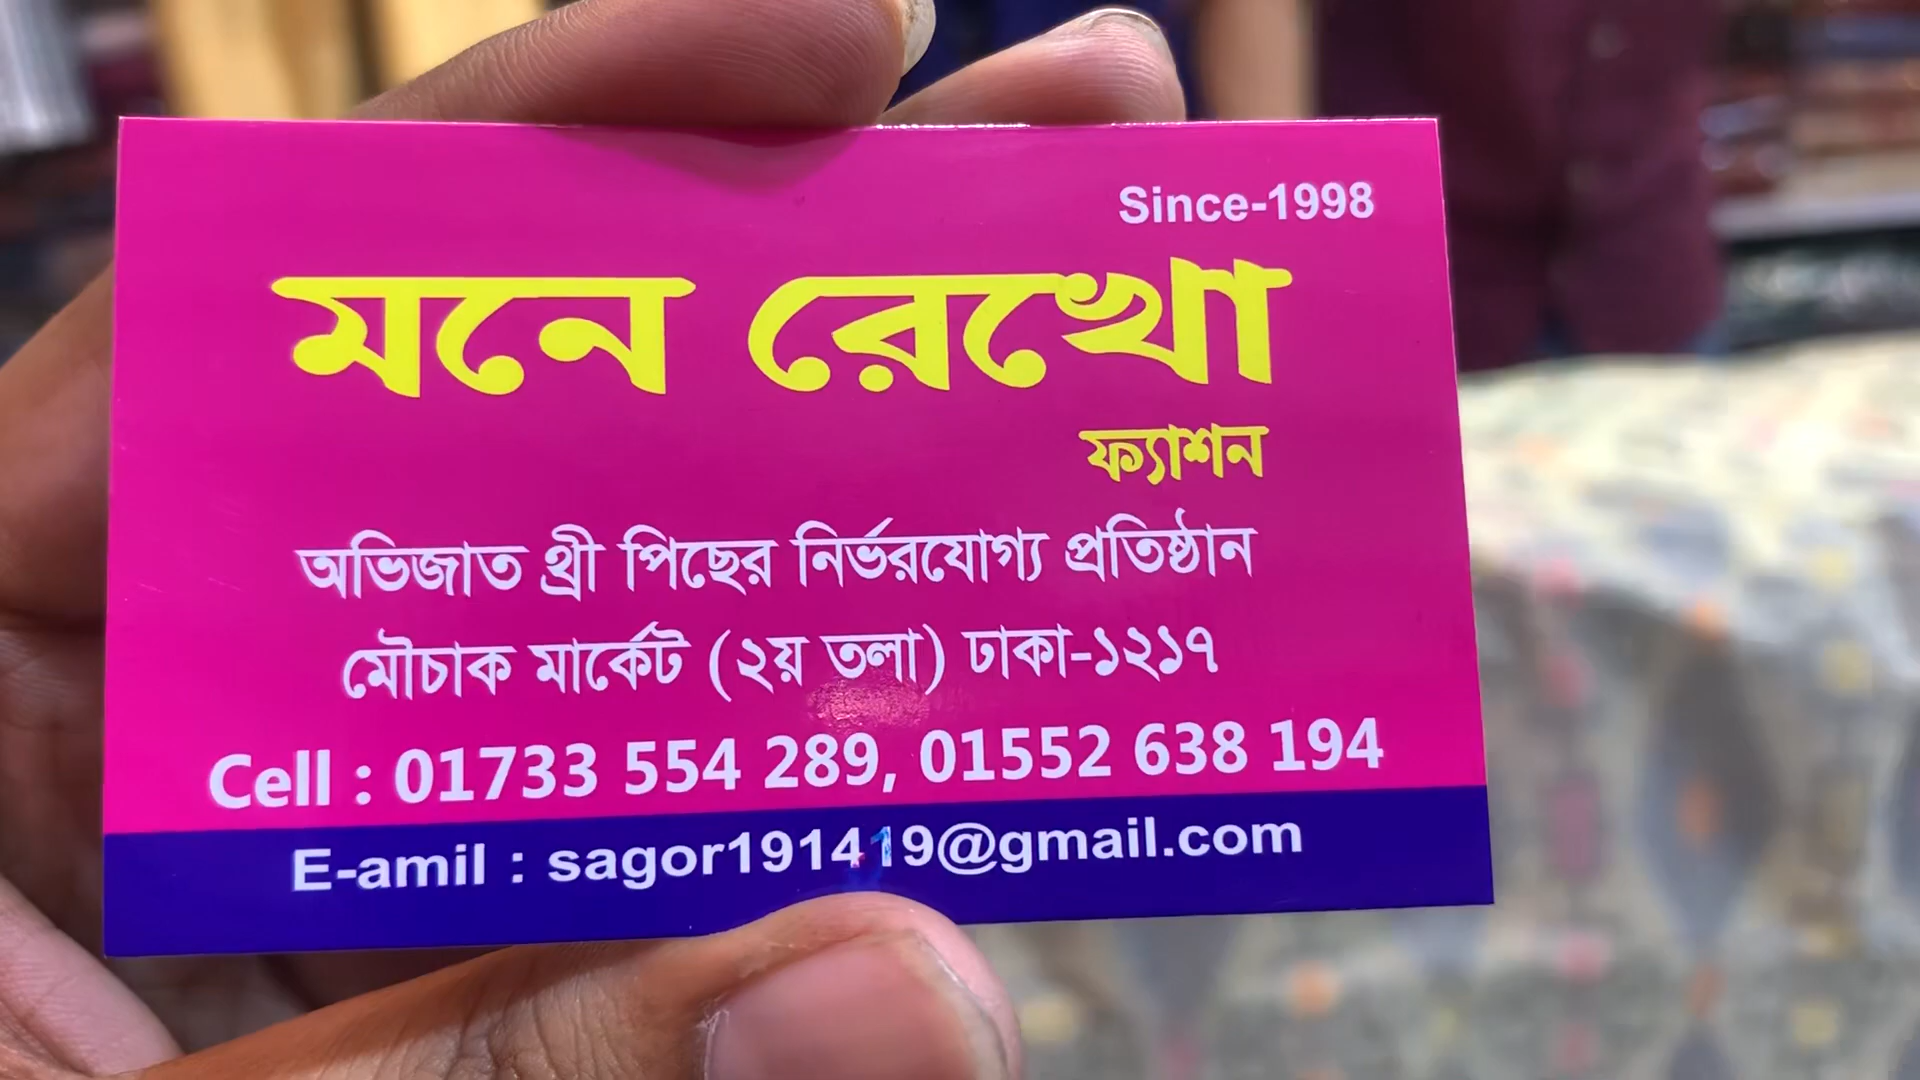 Since-1998
মনে রেখো
ফ্যাশন
অভিজাত থ্রী পিছের নির্ভরযোগ্য প্রতিষ্ঠান
মৌচাক মার্কেট (২য় তলা) ঢাকা-১২১৭
Cell : 01733 554 289, 01552 638 194
E-amil : sagor191419@gmail.com